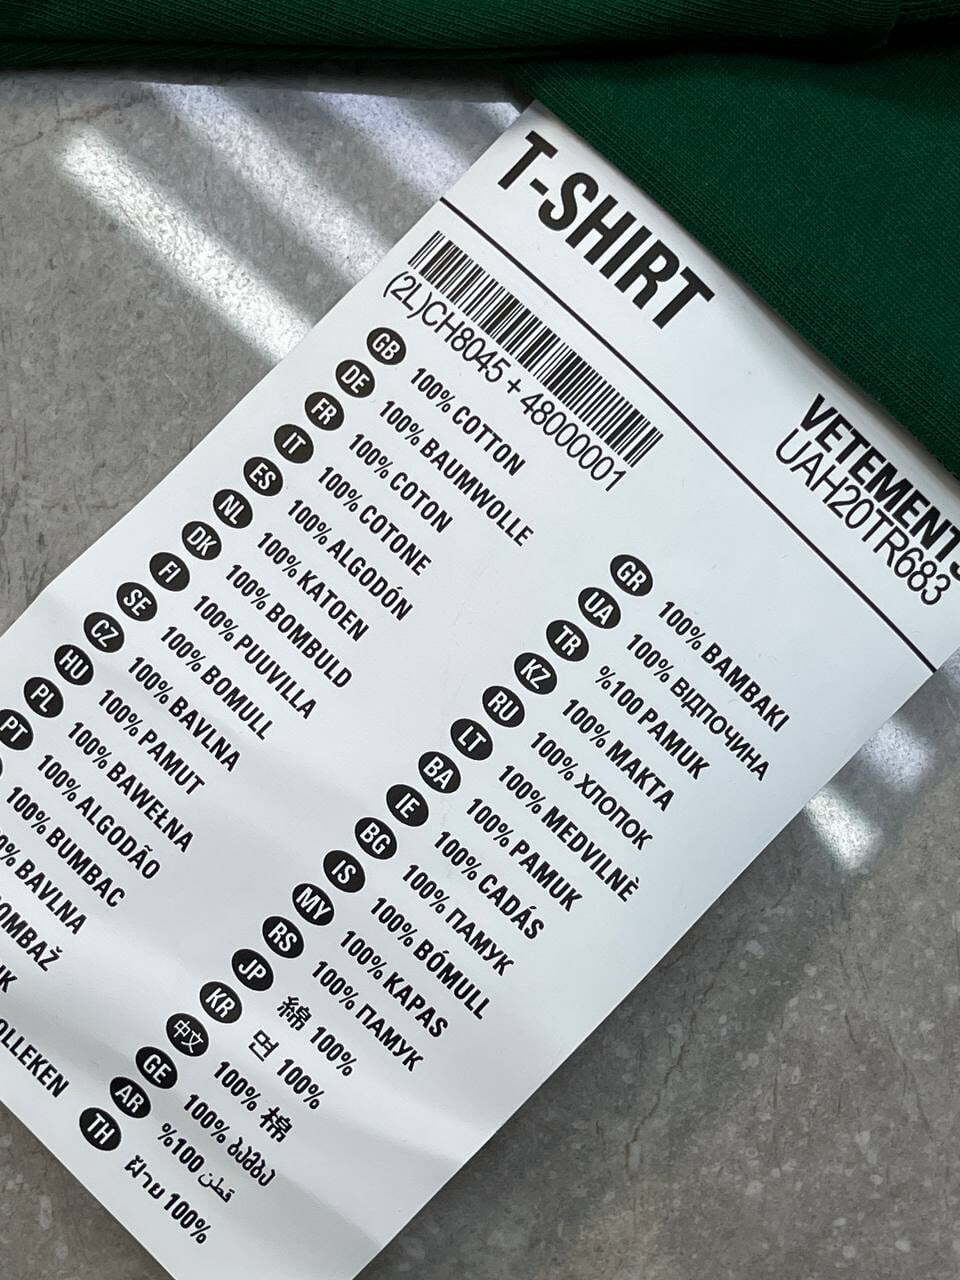 T-SHIRT
VETEMENTS
UAH20TR683
(2L)CH8045 + 48000001
GB 100% COTTON
DE 100% BAUMWOLLE
FR 100% COTON
IT 100% COTONE
ES 100% ALGODÓN
NL 100% KATOEN
DK 100% BOMBULD
FI 100% PUUVILLA
SE 100% BOMULL
CZ 100% BAVLNA
HU 100% PAMUT
PL 100% BAWEŁNA
PT 100% ALGODÃO
100% BUMBAC
% BAVLNA
OMBAŽ
UK
OLLEKEN
GR 100% BAMBAKI
UA 100% ВІДПОЧИНА
TR %100 PAMUK
KZ 100% MAKTA
RU 100% ХЛОПОК
LT 100% MEDVILNĖ
BA 100% PAMUK
IE 100% CADÁS
BG 100% ПАМУК
IS 100% BÓMULL
MY 100% KAPAS
RS 100% ПАМУК
JP 綿 100%
KR 면 100%
中文 100% 棉
GE 100% ბამბა
AR %100 قطن
TH ฝ้าย 100%